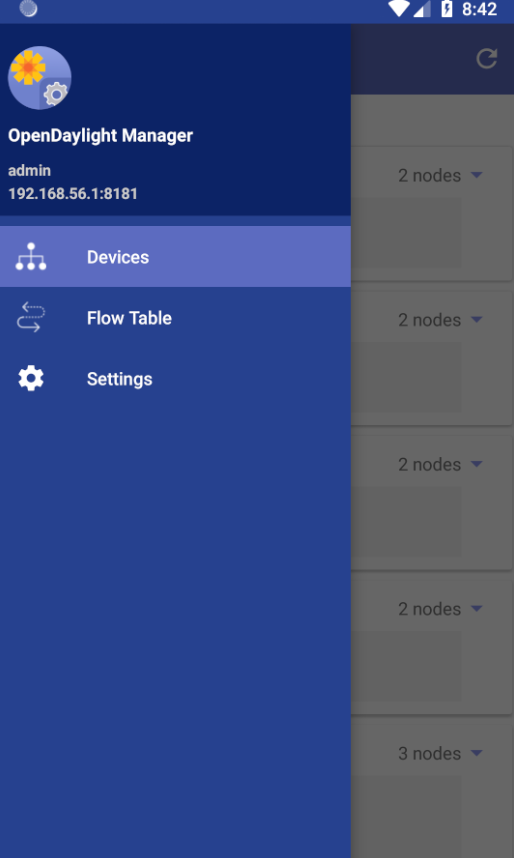 8:42
OpenDaylight Manager
admin
192.168.56.1:8181
Devices
Flow Table
Settings
2 nodes
2 nodes
2 nodes
2 nodes
3 nodes